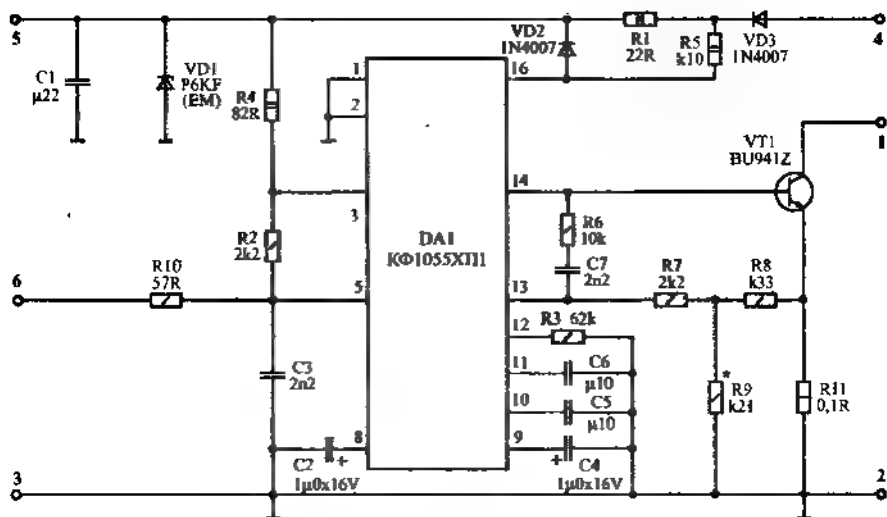 5
C1
µ22
VD1
P6KF
(EM)
R4
82R
1
2
16
VD2
1N4007
R1
22R
R5
k10
VD3
1N4007
4
1
VT1
BU941Z
14
3
DA1
КФ1055ХП1
R6
10k
C7
2n2
R2
2k2
R10
57R
6
5
13
R7
2k2
R8
k33
12
R3 62k
C3
2n2
11
C6
µ10
10
C5
µ10
*
R9
k21
R11
0,1R
8
9
C2
+
1µ0x16V
+
C4
1µ0x16V
3
2